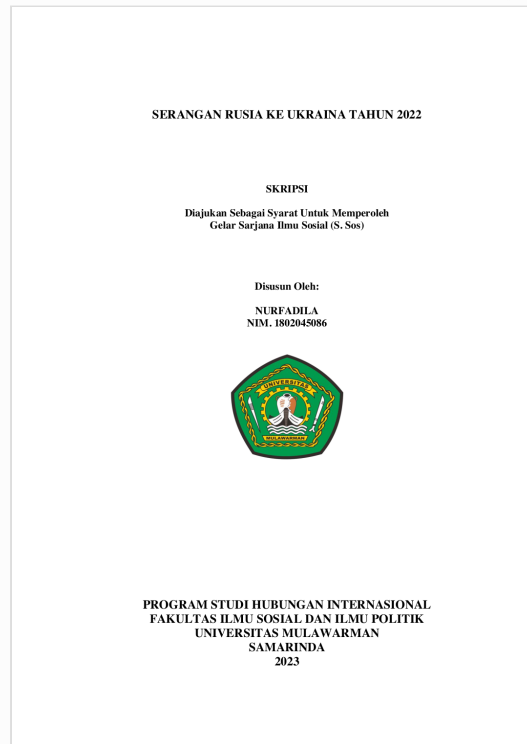 SERANGAN RUSIA KE UKRAINA TAHUN 2022
SKRIPSI
Diajukan Sebagai Syarat Untuk Memperoleh
Gelar Sarjana Ilmu Sosial (S. Sos)
Disusun Oleh:
NURFADILA
NIM. 1802045086
UNIVERSITAS
MULAWARMAN
PROGRAM STUDI HUBUNGAN INTERNASIONAL
FAKULTAS ILMU SOSIAL DAN ILMU POLITIK
UNIVERSITAS MULAWARMAN
SAMARINDA
2023